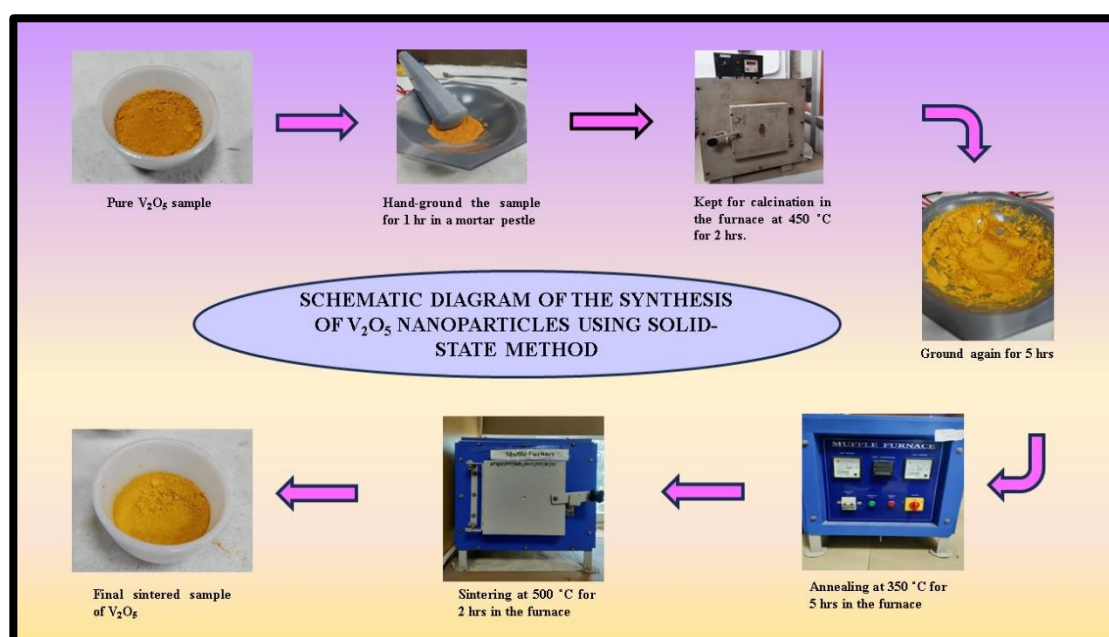 Pure V₂O₅ sample
Hand-ground the sample
for 1 hr in a mortar pestle
Kept for calcination in
the furnace at 450 ˚C
for 2 hrs.
Ground again for 5 hrs
SCHEMATIC DIAGRAM OF THE SYNTHESIS
OF V₂O₅ NANOPARTICLES USING SOLID-
STATE METHOD
MUFFLE FURNACE
Annealing at 350 ˚C for
5 hrs in the furnace
Muffle Furnace
Sintering at 500 ˚C for
2 hrs in the furnace
Final sintered sample
of V₂O₅